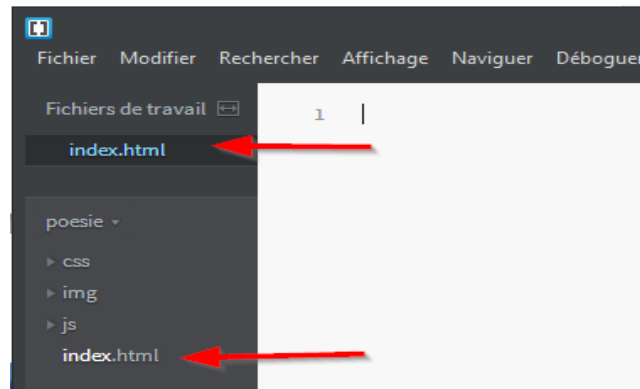 Fichier Modifier Rechercher Affichage Naviguer Déboguer
Fichiers de travail
1
index.html
poesie
css
img
js
index.html